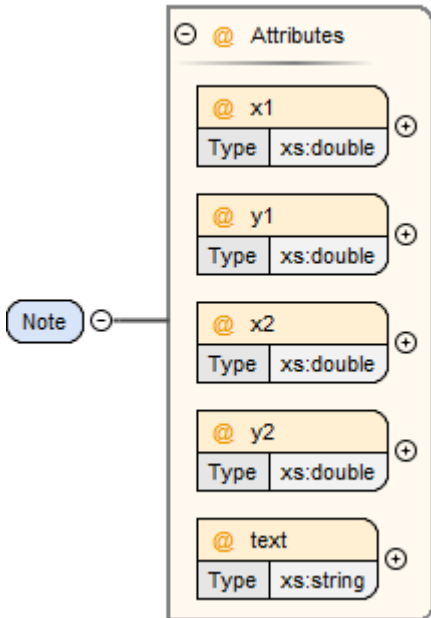 @ Attributes
@ x1
Type xs:double
@ y1
Type xs:double
Note
@ x2
Type xs:double
@ y2
Type xs:double
@ text
Type xs:string